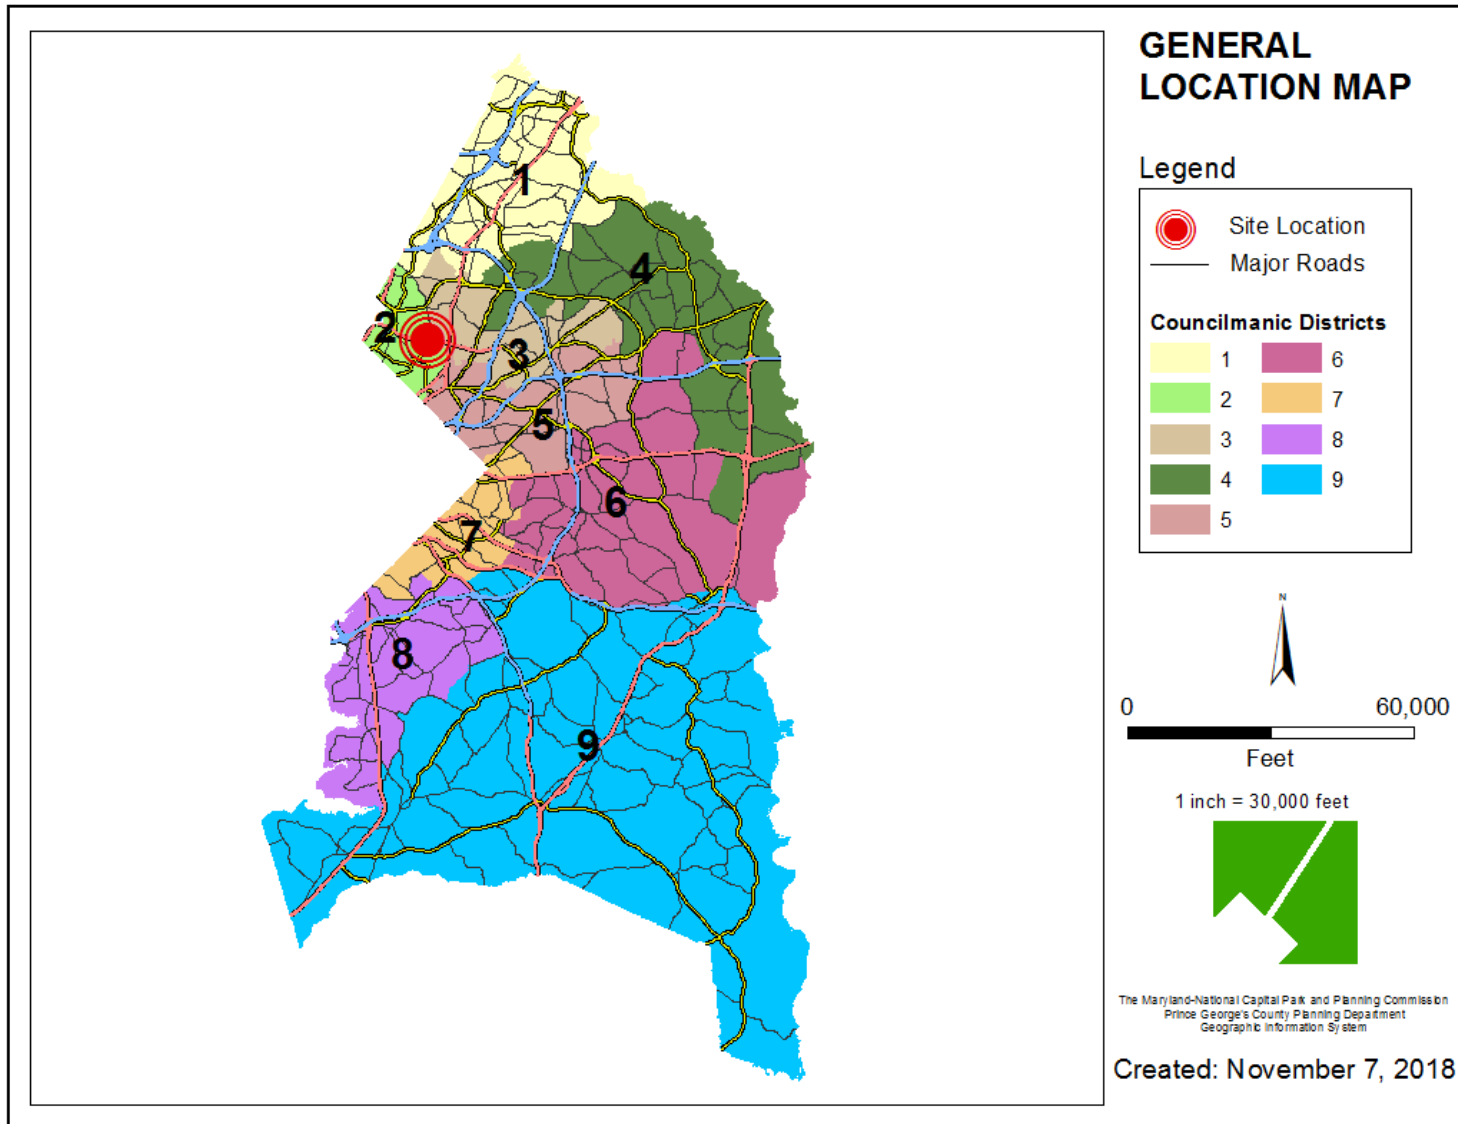 GENERAL
LOCATION MAP
Legend
Site Location
Major Roads
Councilmanic Districts
1 6
2 7
3 8
4 9
5
1
4
2
3
5
6
7
8
9
N
0 60,000
Feet
1 inch = 30,000 feet
The Maryland-National Capital Park and Planning Commission
Prince George's County Planning Department
Geographic Information System
Created: November 7, 2018